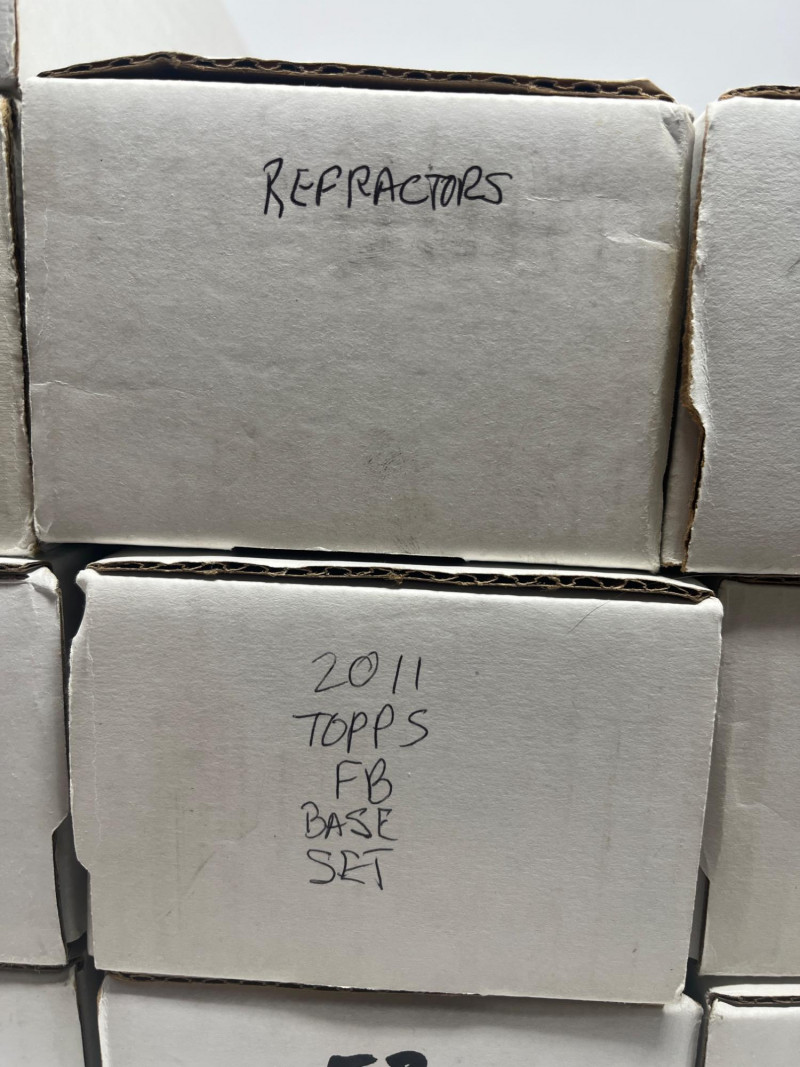 REFRACTORS
2011
TOPPS
FB
BASE
SET